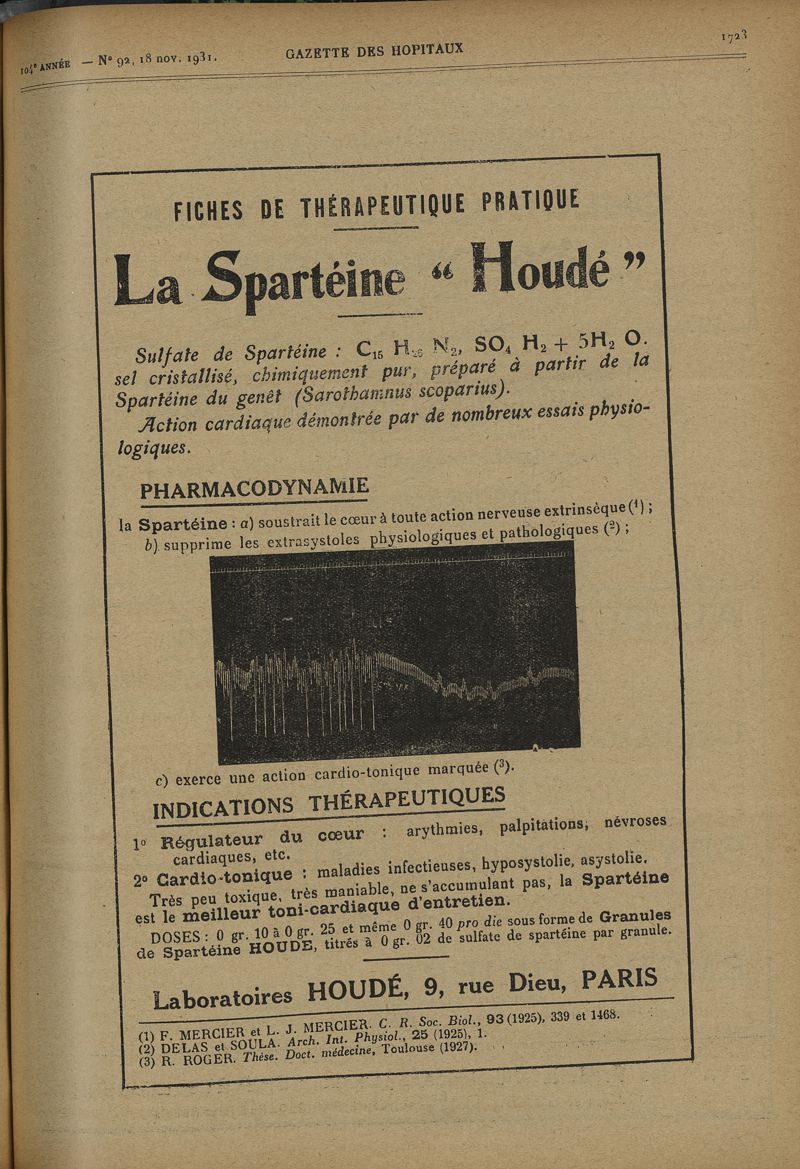 104e ANNÉE — N° 92, 18 nov. 1931. GAZETTE DES HOPITAUX 1723
FICHES DE THÉRAPEUTIQUE PRATIQUE
La Spartéine “ Houdé ”
Sulfate de Spartéine : C15 H26 N2, SO4 H2 + 5H2 O.
sel cristallisé, chimiquement pur, préparé à partir de la
Spartéine du genêt (Sarothamnus scoparius).
Action cardiaque démontrée par de nombreux essais physio-
logiques.
PHARMACODYNAMIE
la Spartéine : a) soustrait le cœur à toute action nerveuse extrinsèque (1) ;
b) supprime les extrasystoles physiologiques et pathologiques (2) ;
c) exerce une action cardio-tonique marquée (3).
INDICATIONS THÉRAPEUTIQUES
1° Régulateur du cœur : arythmies, palpitations, névroses
cardiaques, etc.
2° Cardio-tonique : maladies infectieuses, hyposystolie, asystolie.
Très peu toxique, très maniable, ne s'accumulant pas, la Spartéine
est le meilleur toni-cardiaque d'entretien.
DOSES : 0 gr. 10 à 0 gr. 25 et même 0 gr. 40 pro die sous forme de Granules
de Spartéine HOUDÉ, titrés à 0 gr. 02 de sulfate de spartéine par granule.
Laboratoires HOUDÉ, 9, rue Dieu, PARIS
(1) F. MERCIER et L. J. MERCIER. C. R. Soc. Biol., 93 (1925), 339 et 1468.
(2) DELAS et SOULA. Arch. Int. Physiol., 25 (1925), 1.
(3) R. ROGER. Thèse. Doct. médecine, Toulouse (1927).